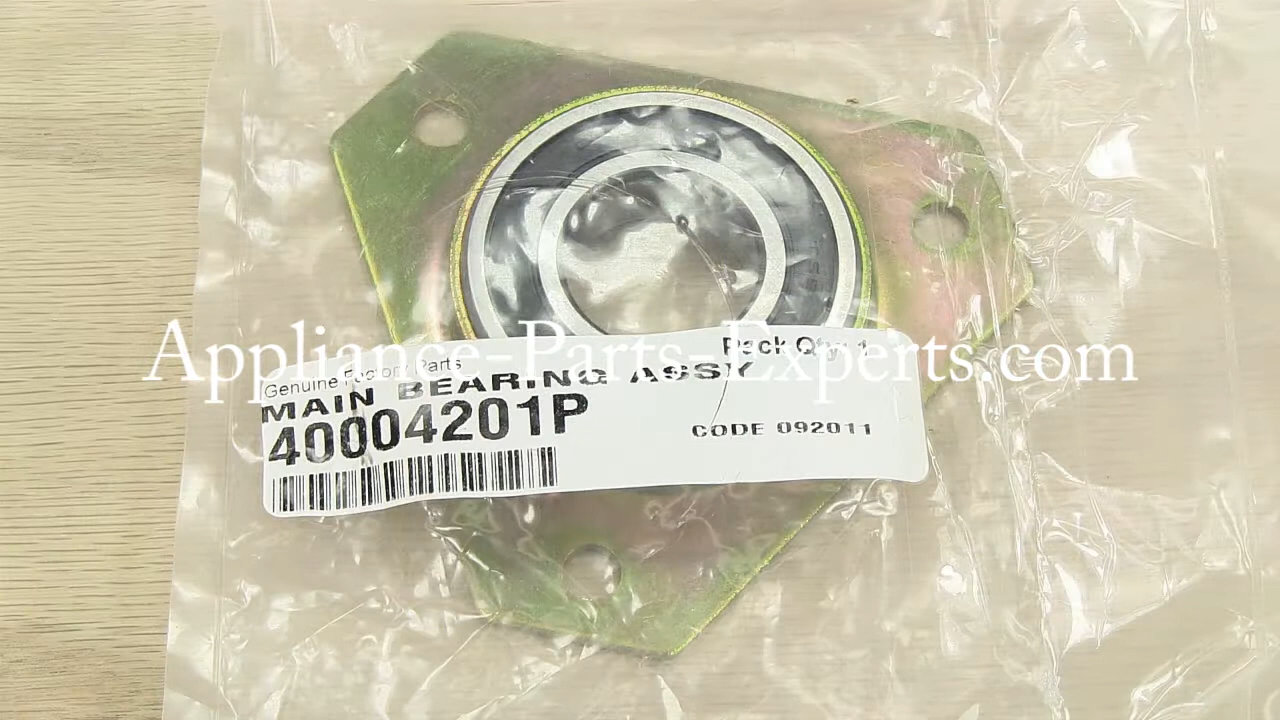 Appliance-Parts-Experts.com
Genuine Factory Parts
Pack Qty: 1
MAIN BEARING ASSY
40004201P
CODE 092011